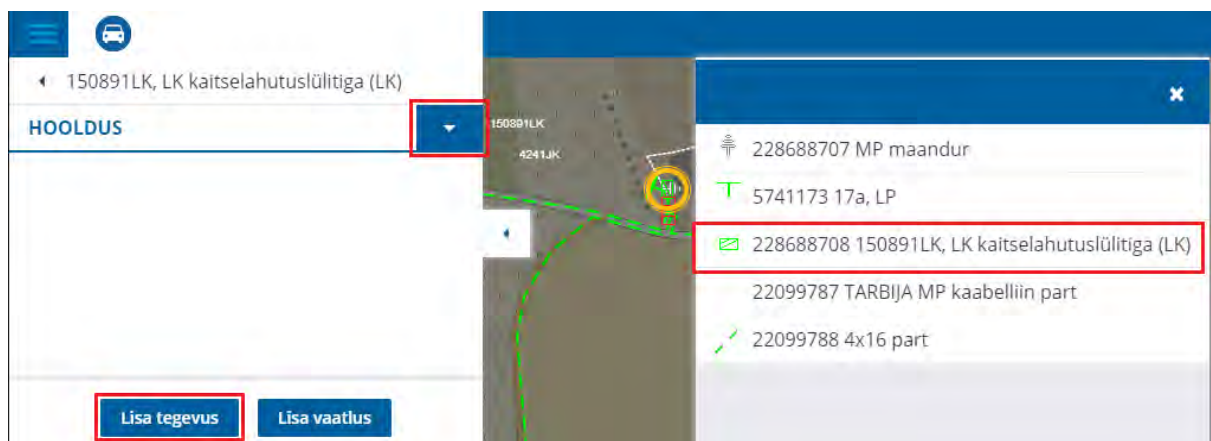 150891LK, LK kaitselahutuslülitiga (LK)
HOOLDUS
Lisa tegevus
Lisa vaatlus
150891LK
4241JK
228688707 MP maandur
5741173 17a, LP
228688708 150891LK, LK kaitselahutuslülitiga (LK)
22099787 TARBIJA MP kaabelliin part
22099788 4x16 part